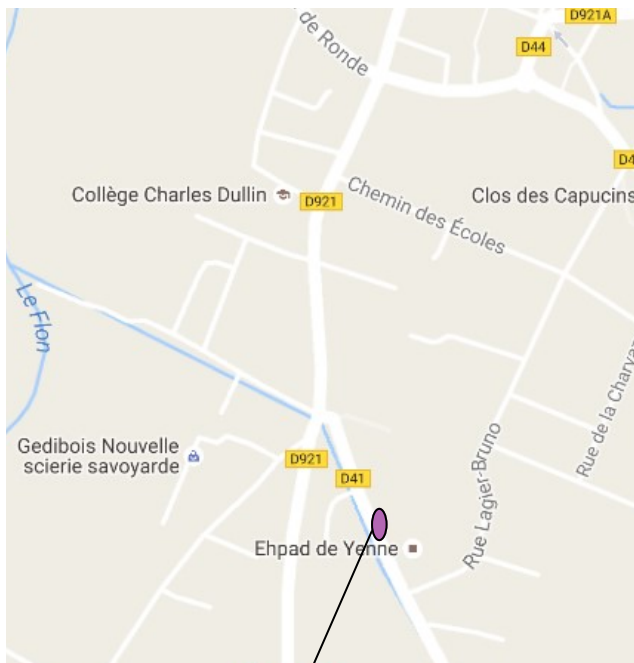 D921A
de Ronde
D44
D4
Collège Charles Dullin
D921
Chemin des Écoles
Clos des Capucins
Le Flon
Rue de la Charvaz
Gedibois Nouvelle
scierie savoyarde
D921
D41
Rue Lagier-Bruno
Ehpad de Yenne